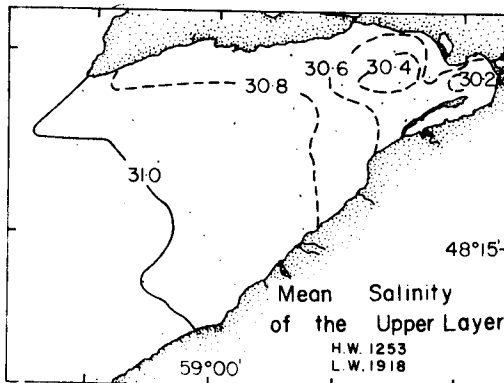 30·6
30·4
30·2
30·8
31·0
48°15'
Mean Salinity
of the Upper Layer
H.W. 1253
L.W. 1918
59°00'